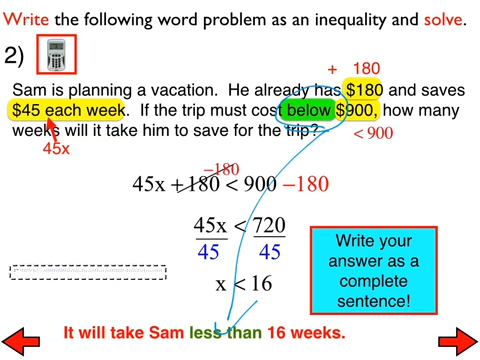 Write the following word problem as an inequality and solve.
2)
+ 180
Sam is planning a vacation. He already has $180 and saves
$45 each week. If the trip must cost below $900, how many
weeks will it take him to save for the trip?
< 900
45x
-180
45x + 180 < 900 -180
45x < 720
45 45
x < 16
Write your
answer as a
complete
sentence!
It will take Sam less than 16 weeks.